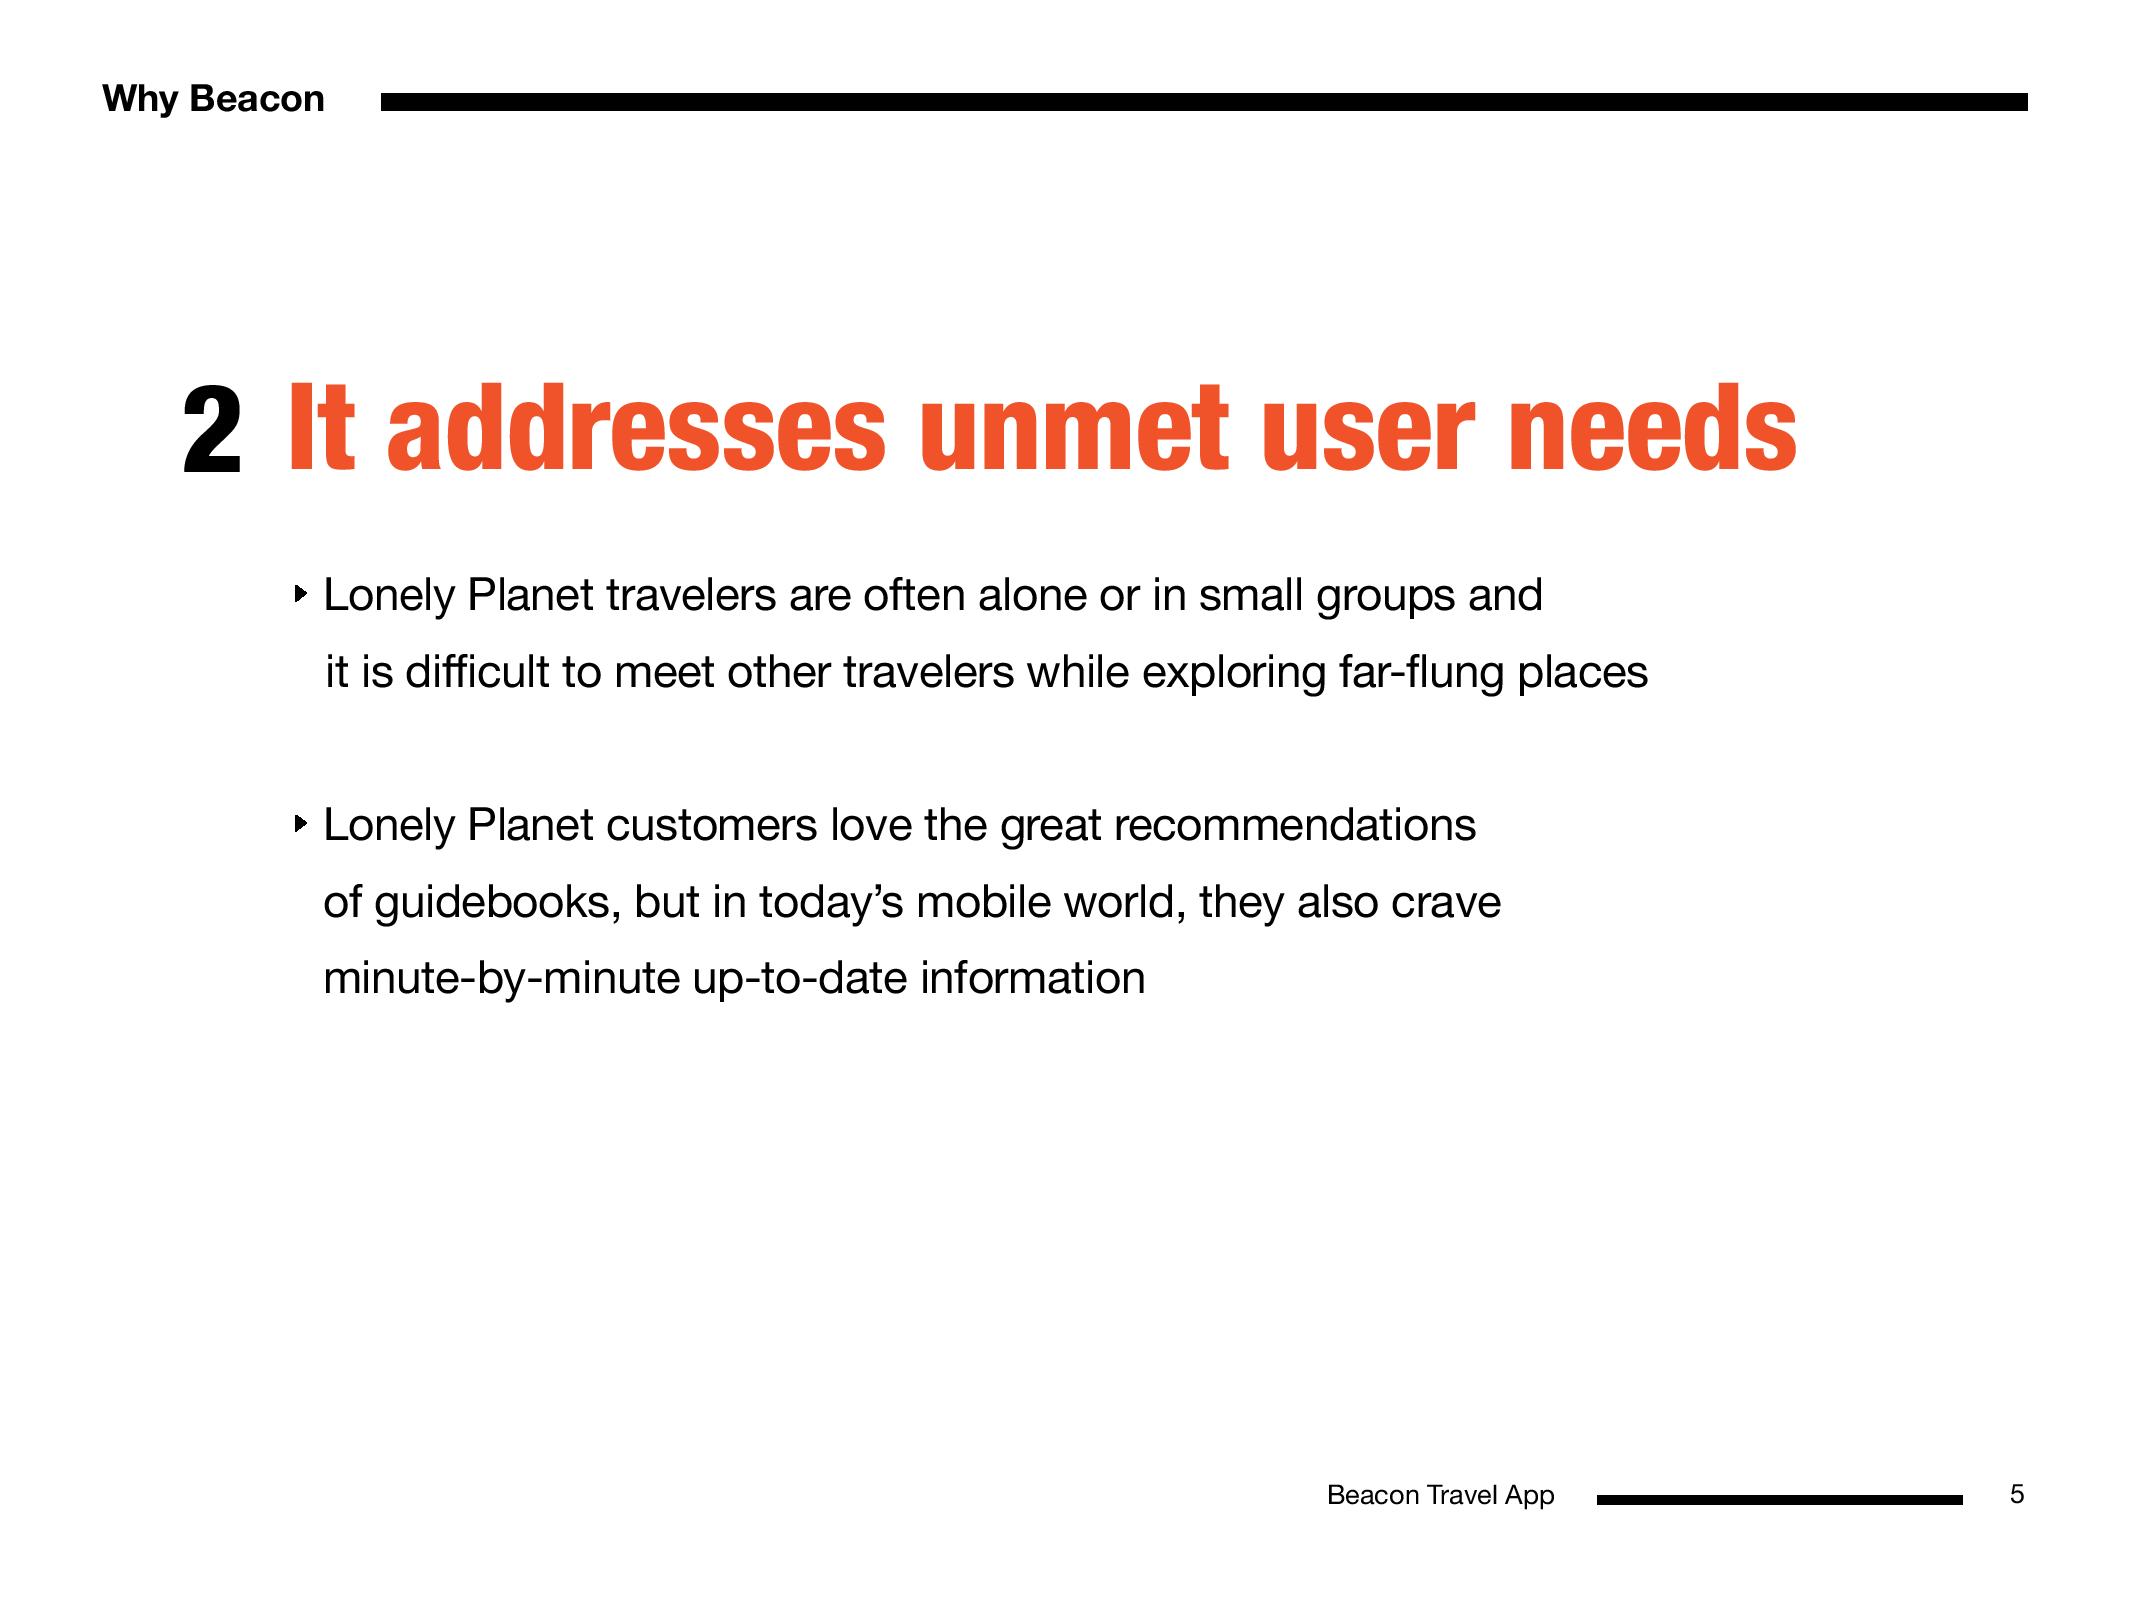 Why Beacon
2 It addresses unmet user needs
‣ Lonely Planet travelers are often alone or in small groups and
it is difficult to meet other travelers while exploring far-flung places
‣ Lonely Planet customers love the great recommendations
of guidebooks, but in today’s mobile world, they also crave
minute-by-minute up-to-date information
Beacon Travel App 5